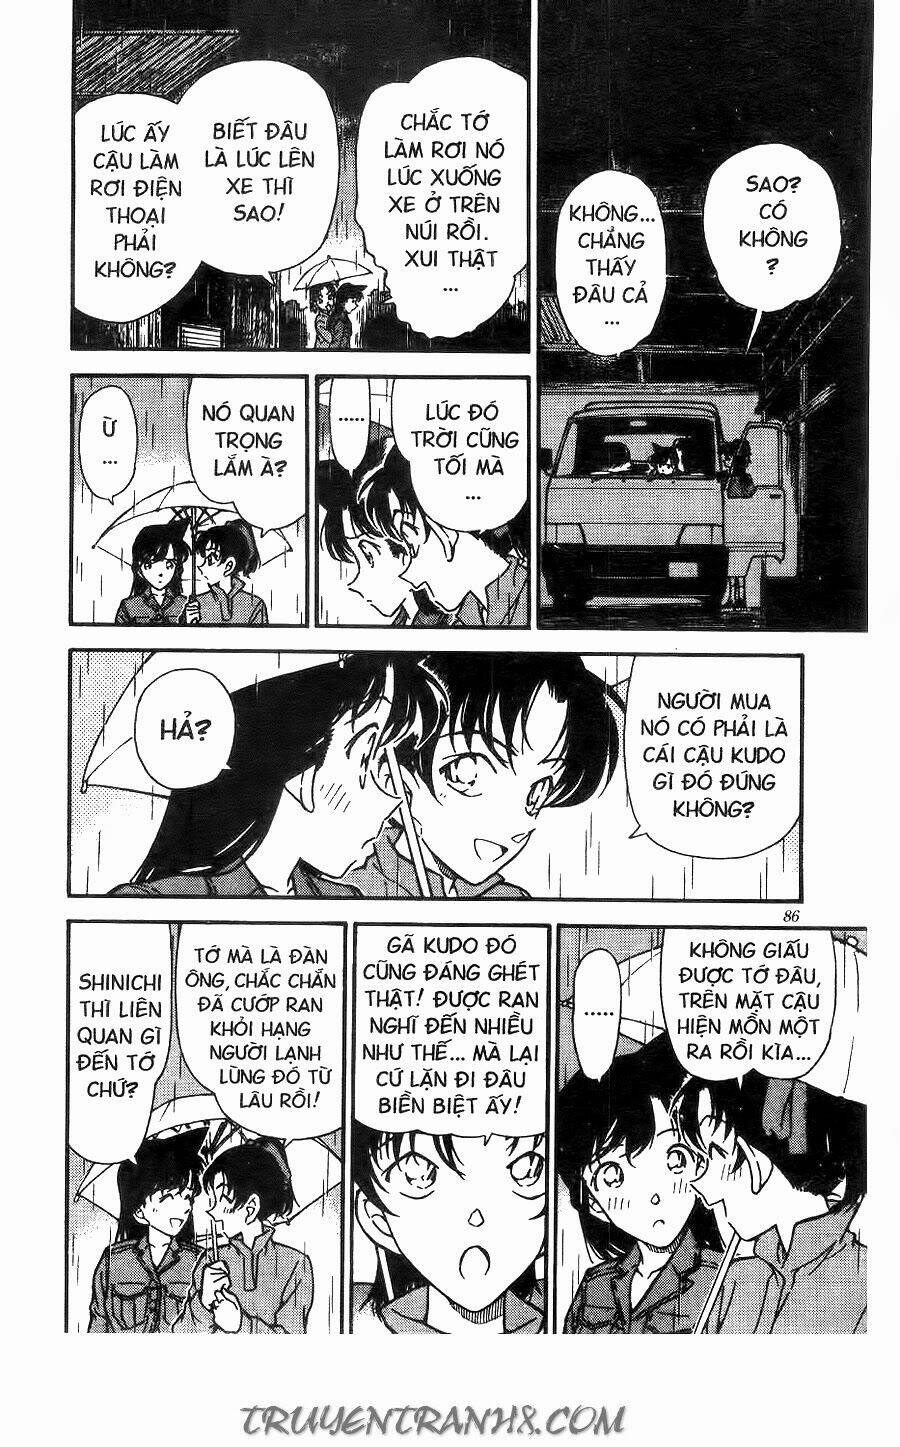 SAO?
CÓ
KHÔNG
?
KHÔNG...
CHẲNG
THẤY
ĐÂU CẢ
...
CHẮC TỚ
LÀM RƠI NÓ
LÚC XUỐNG
XE Ở TRÊN
NÚI RỒI.
XUI THẬT
...
BIẾT ĐÂU
LÀ LÚC LÊN
XE THÌ
SAO!
LÚC ẤY
CẬU LÀM
RƠI ĐIỆN
THOẠI
PHẢI
KHÔNG?
LÚC ĐÓ
TRỜI CŨNG
TỐI MÀ
...
.....
NÓ QUAN
TRỌNG
LẮM À?
Ừ
...
NGƯỜI MUA
NÓ CÓ PHẢI LÀ
CÁI CẬU KUDO
GÌ ĐÓ ĐÚNG
KHÔNG?
HẢ?
86
KHÔNG GIẤU
ĐƯỢC TỚ ĐÂU,
TRÊN MẶT CẬU
HIỆN MỒN MỘT
RA RỒI KÌA...
.....
GÃ KUDO ĐÓ
CŨNG ĐÁNG GHÉT
THẬT! ĐƯỢC RAN
NGHĨ ĐẾN NHIỀU
NHƯ THẾ... MÀ LẠI
CỨ LẶN ĐI ĐÂU
BIỀN BIỆT ẤY!
TỚ MÀ LÀ ĐÀN
ÔNG, CHẮC CHẮN
ĐÃ CƯỚP RAN
KHỎI HẠNG
NGƯỜI LẠNH
LÙNG ĐÓ TỪ
LÂU RỒI!
SHINICHI
THÌ LIÊN
QUAN GÌ
ĐẾN TỚ
CHỨ?
TRUYENTRANH8.COM